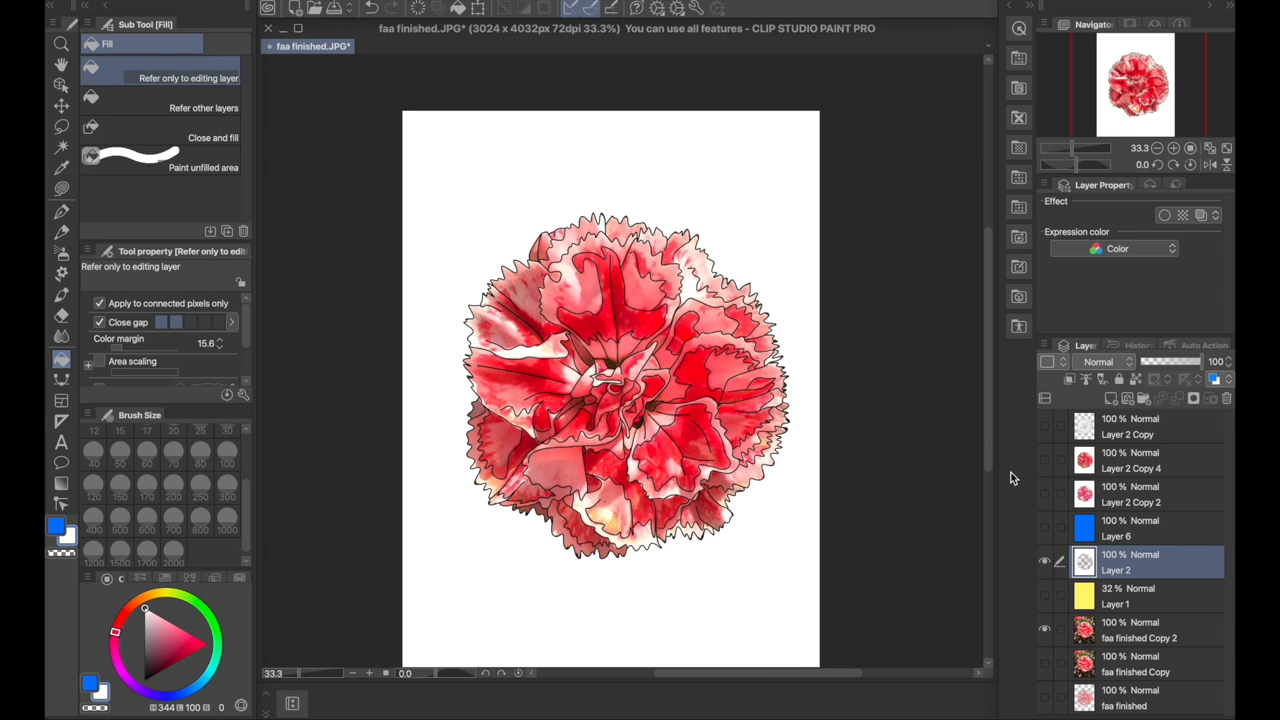 faa finished.JPG* (3024 x 4032px 72dpi 33.3%) You can use all features - CLIP STUDIO PAINT PRO
faa finished.JPG*
Sub Tool [Fill]
Fill
Refer only to editing layer
Refer other layers
Close and fill
Paint unfilled area
Tool property [Refer only to edit
Refer only to editing layer
Apply to connected pixels only
Close gap
Color margin
15.6
Area scaling
Brush Size
12 15 17 20 25 30
40 50 60 70 80 100
120 150 170 200 250 300
400 500 600 700 800 1000
1200 1500 1700 2000
344 100 0
33.3 0.0
Navigator
33.3
0.0
Layer Property
Effect
Expression color
Color
Layer
History
Auto Action
Normal 100
100 % Normal
Layer 2 Copy
100 % Normal
Layer 2 Copy 4
100 % Normal
Layer 2 Copy 2
100 % Normal
Layer 6
100 % Normal
Layer 2
32 % Normal
Layer 1
100 % Normal
faa finished Copy 2
100 % Normal
faa finished Copy
100 % Normal
faa finished